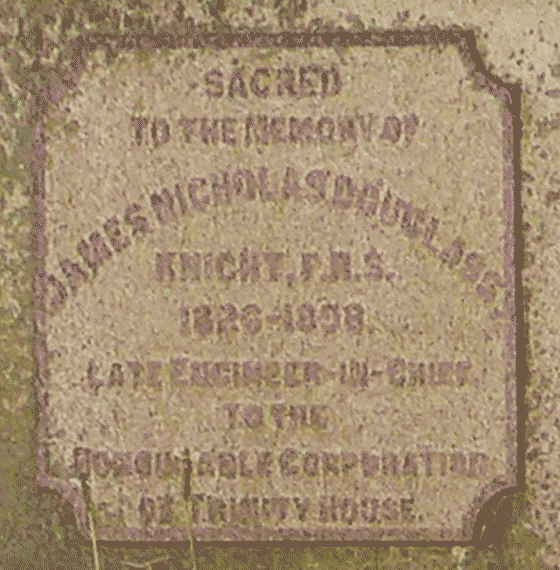 SACRED
TO THE MEMORY OF
JAMES NICHOLAS DOUGLASS,
KNIGHT, F.R.S.
1826-1898.
LATE ENGINEER-IN-CHIEF,
TO THE
HONOURABLE CORPORATION
OF TRINITY HOUSE.